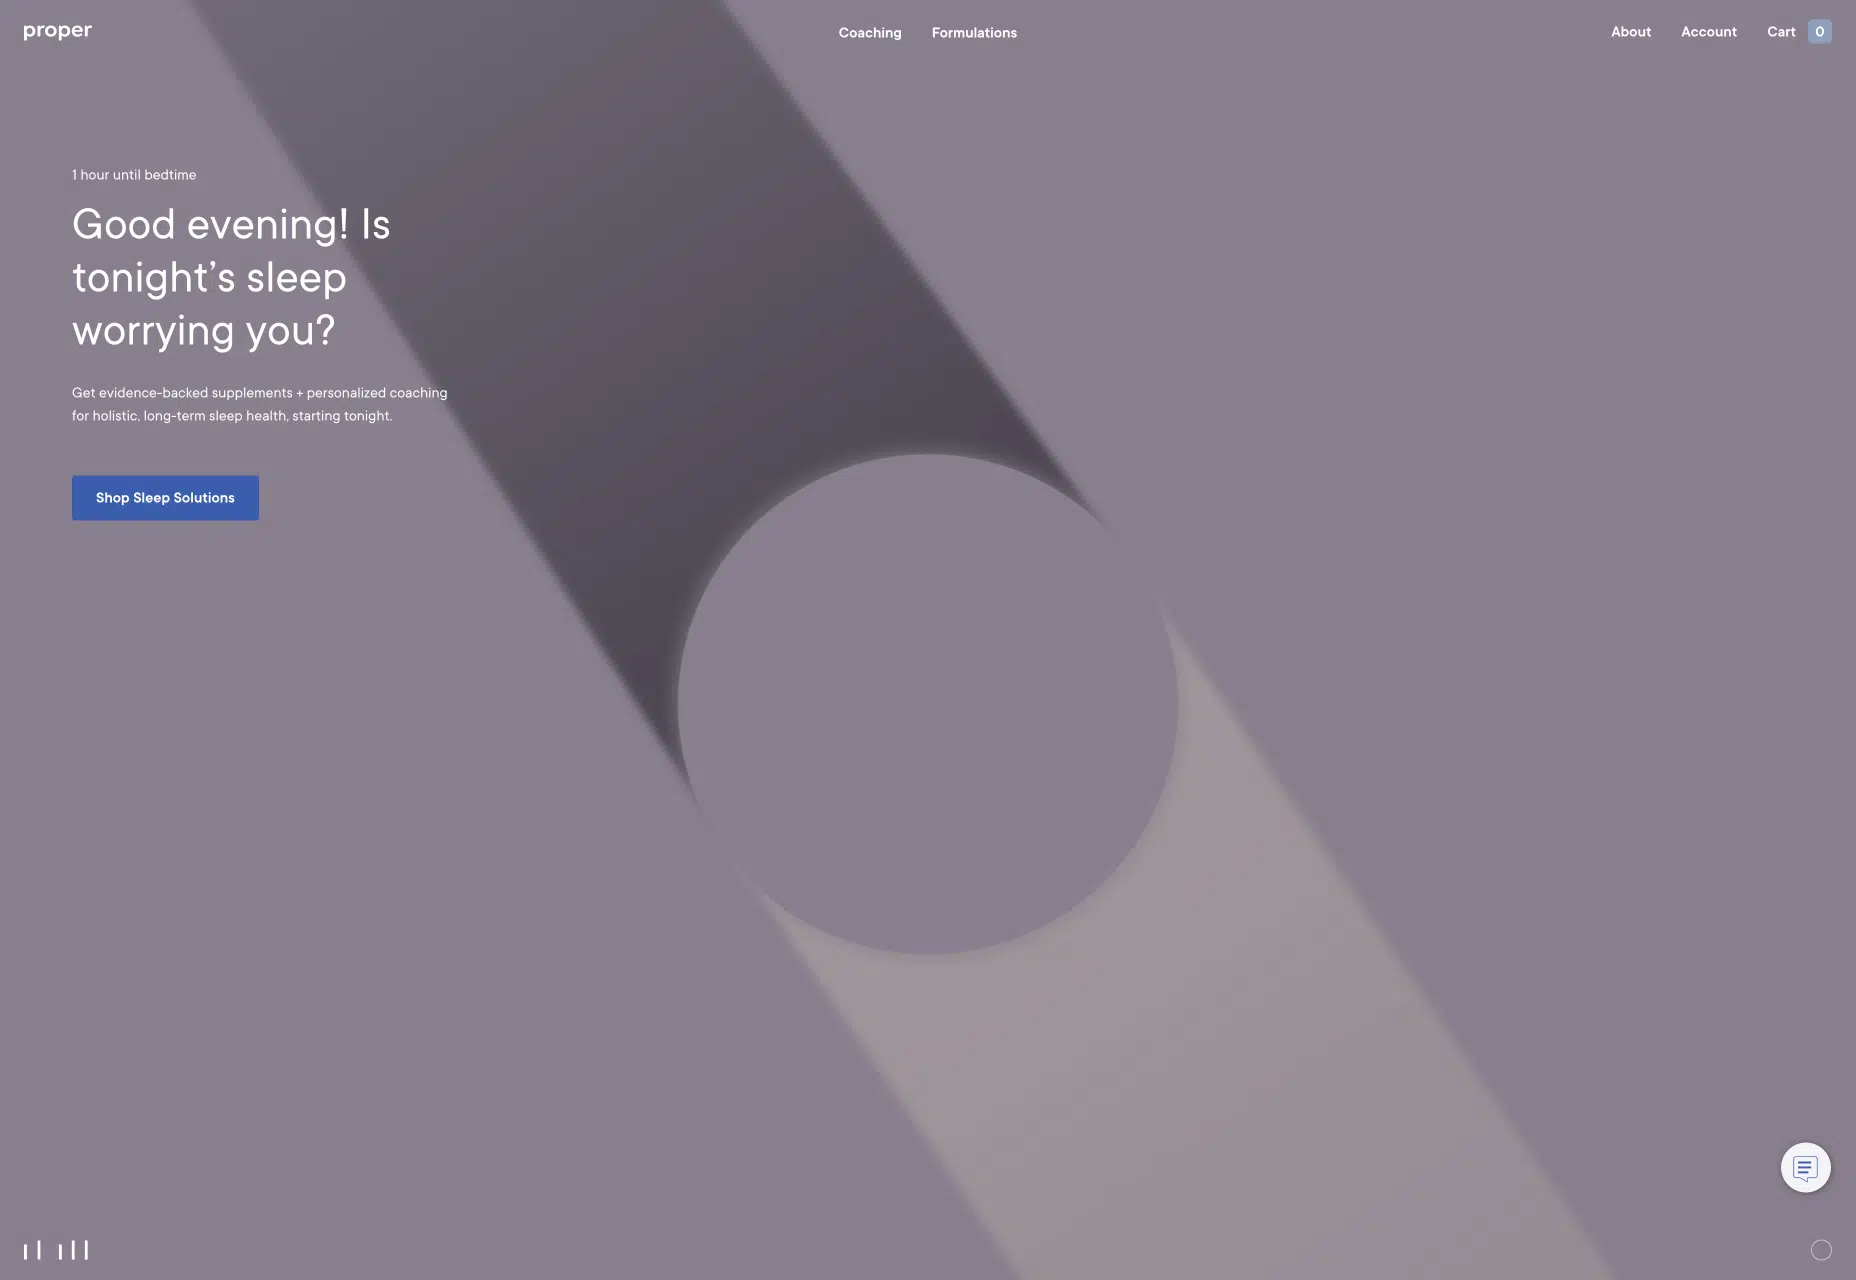 proper
Coaching
Formulations
About
Account
Cart 0
1 hour until bedtime
Good evening! Is
tonight’s sleep
worrying you?
Get evidence-backed supplements + personalized coaching
for holistic, long-term sleep health, starting tonight.
Shop Sleep Solutions